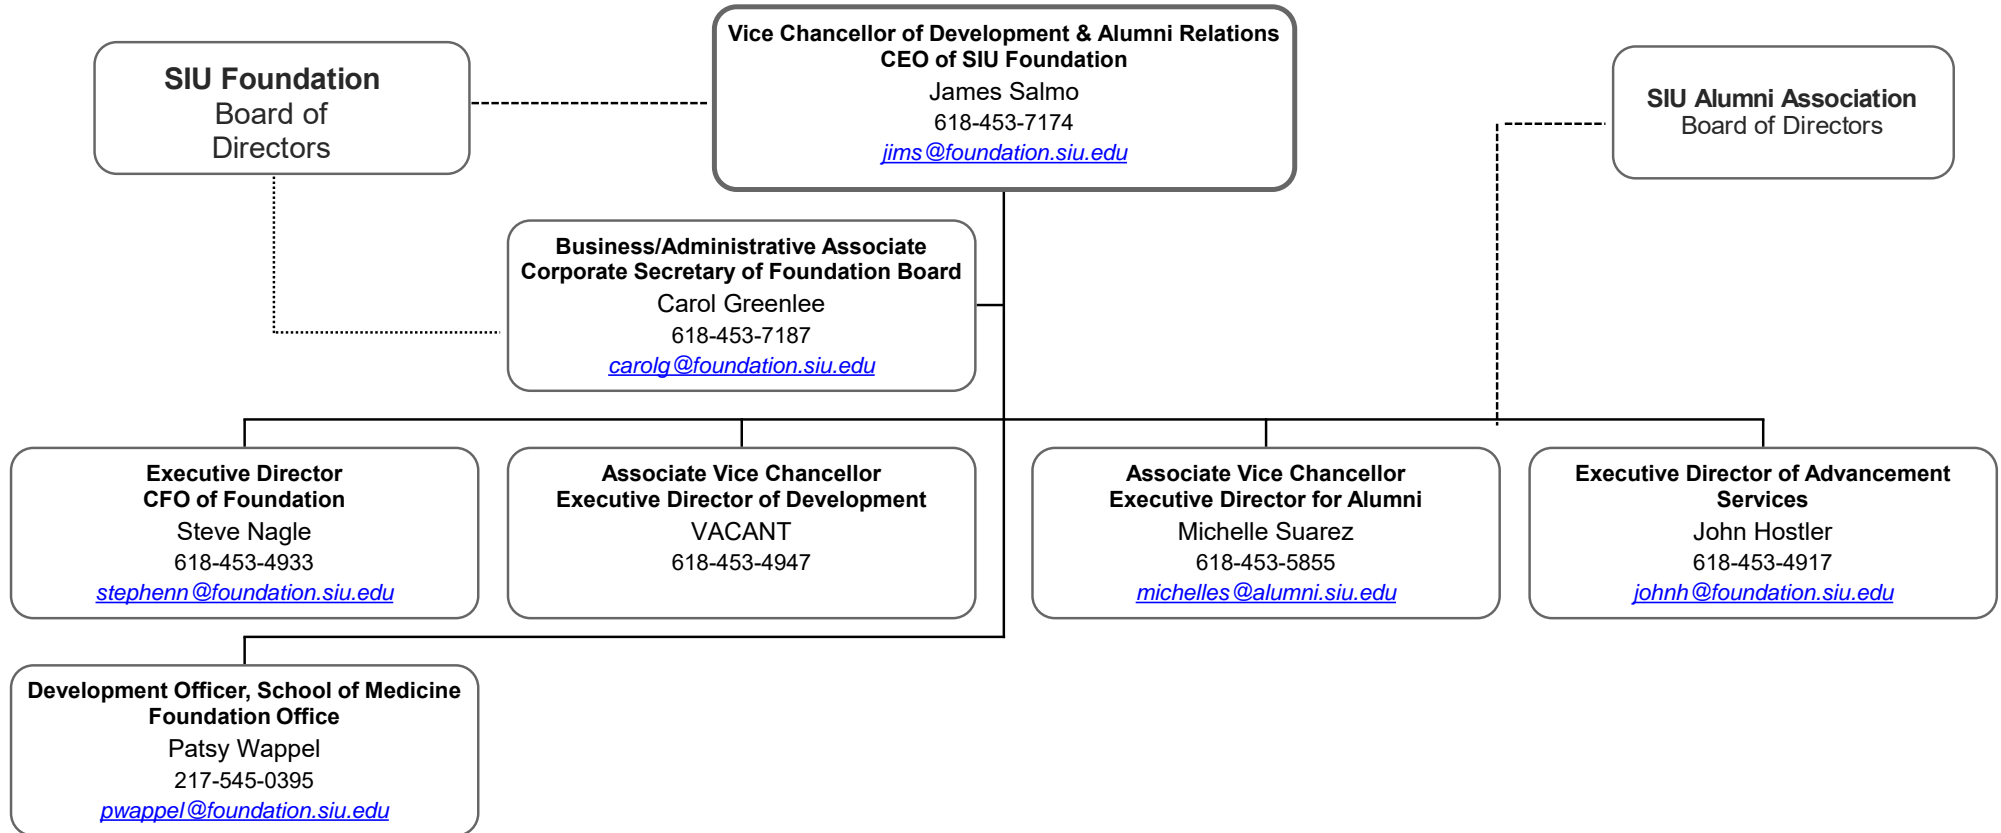 Vice Chancellor of Development & Alumni Relations
CEO of SIU Foundation
James Salmo
618-453-7174
jims@foundation.siu.edu
SIU Foundation
Board of
Directors
SIU Alumni Association
Board of Directors
Business/Administrative Associate
Corporate Secretary of Foundation Board
Carol Greenlee
618-453-7187
carolg@foundation.siu.edu
Executive Director
CFO of Foundation
Steve Nagle
618-453-4933
stephenn@foundation.siu.edu
Associate Vice Chancellor
Executive Director of Development
VACANT
618-453-4947
Associate Vice Chancellor
Executive Director for Alumni
Michelle Suarez
618-453-5855
michelles@alumni.siu.edu
Executive Director of Advancement
Services
John Hostler
618-453-4917
johnh@foundation.siu.edu
Development Officer, School of Medicine
Foundation Office
Patsy Wappel
217-545-0395
pwappel@foundation.siu.edu